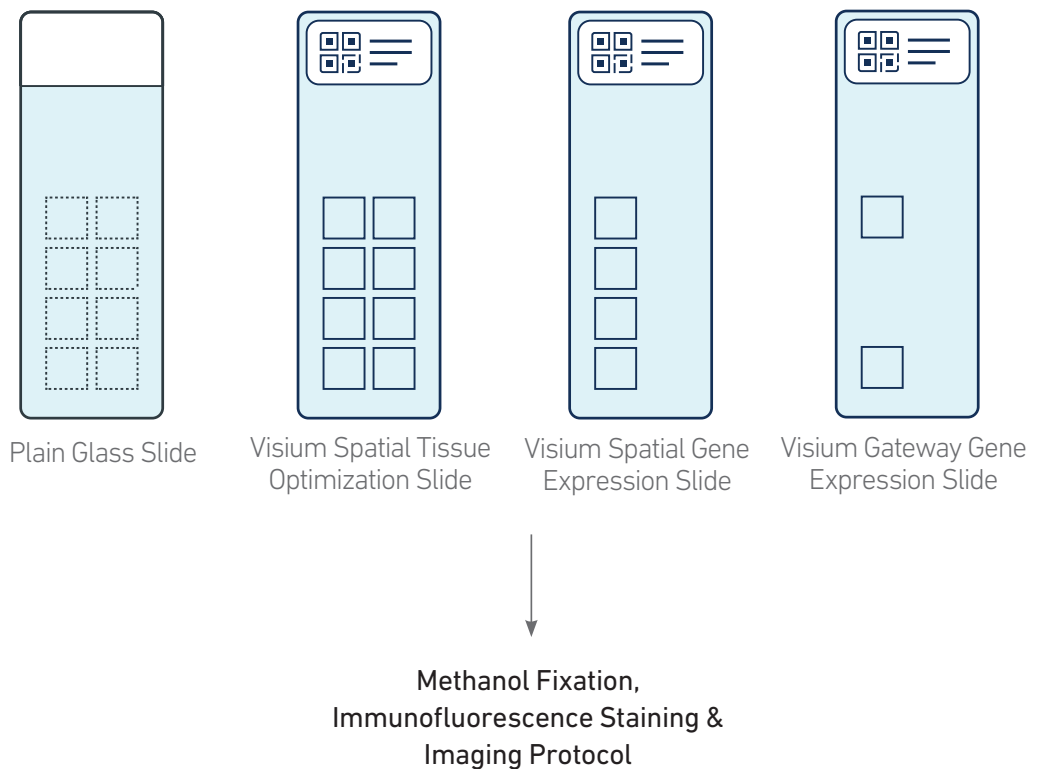 Plain Glass Slide
Visium Spatial Tissue
Optimization Slide
Visium Spatial Gene
Expression Slide
Visium Gateway Gene
Expression Slide
Methanol Fixation,
Immunofluorescence Staining &
Imaging Protocol